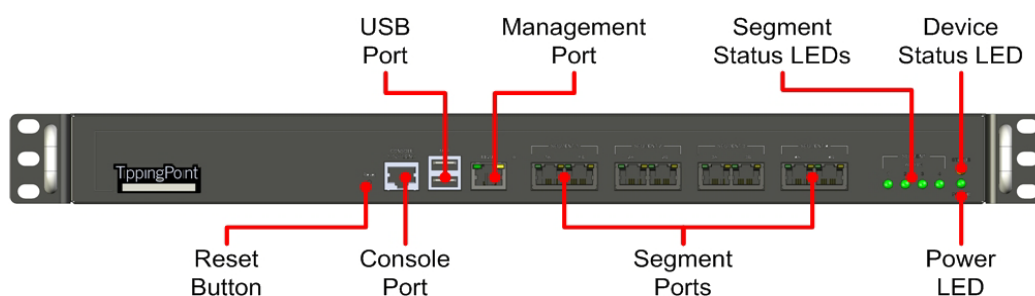 USB
Port
Management
Port
Segment
Status LEDs
Device
Status LED
TippingPoint
Reset
Button
Console
Port
Segment
Ports
Power
LED